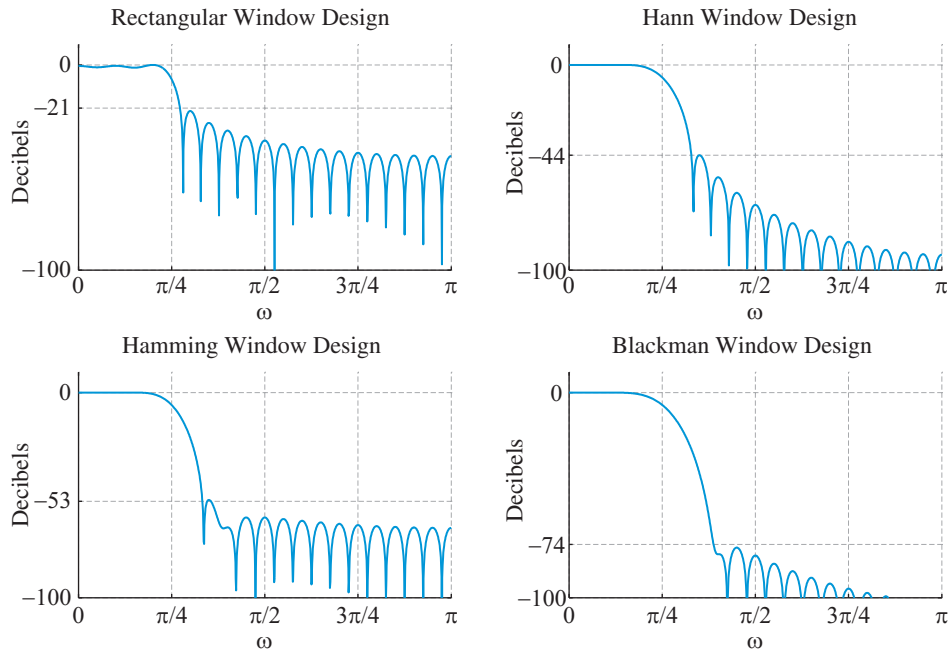 Rectangular Window Design
0
−21
−100
Decibels
0 π/4 π/2 3π/4 π
ω
Hann Window Design
0
−44
−100
Decibels
0 π/4 π/2 3π/4 π
ω
Hamming Window Design
0
−53
−100
Decibels
0 π/4 π/2 3π/4 π
ω
Blackman Window Design
0
−74
−100
Decibels
0 π/4 π/2 3π/4 π
ω